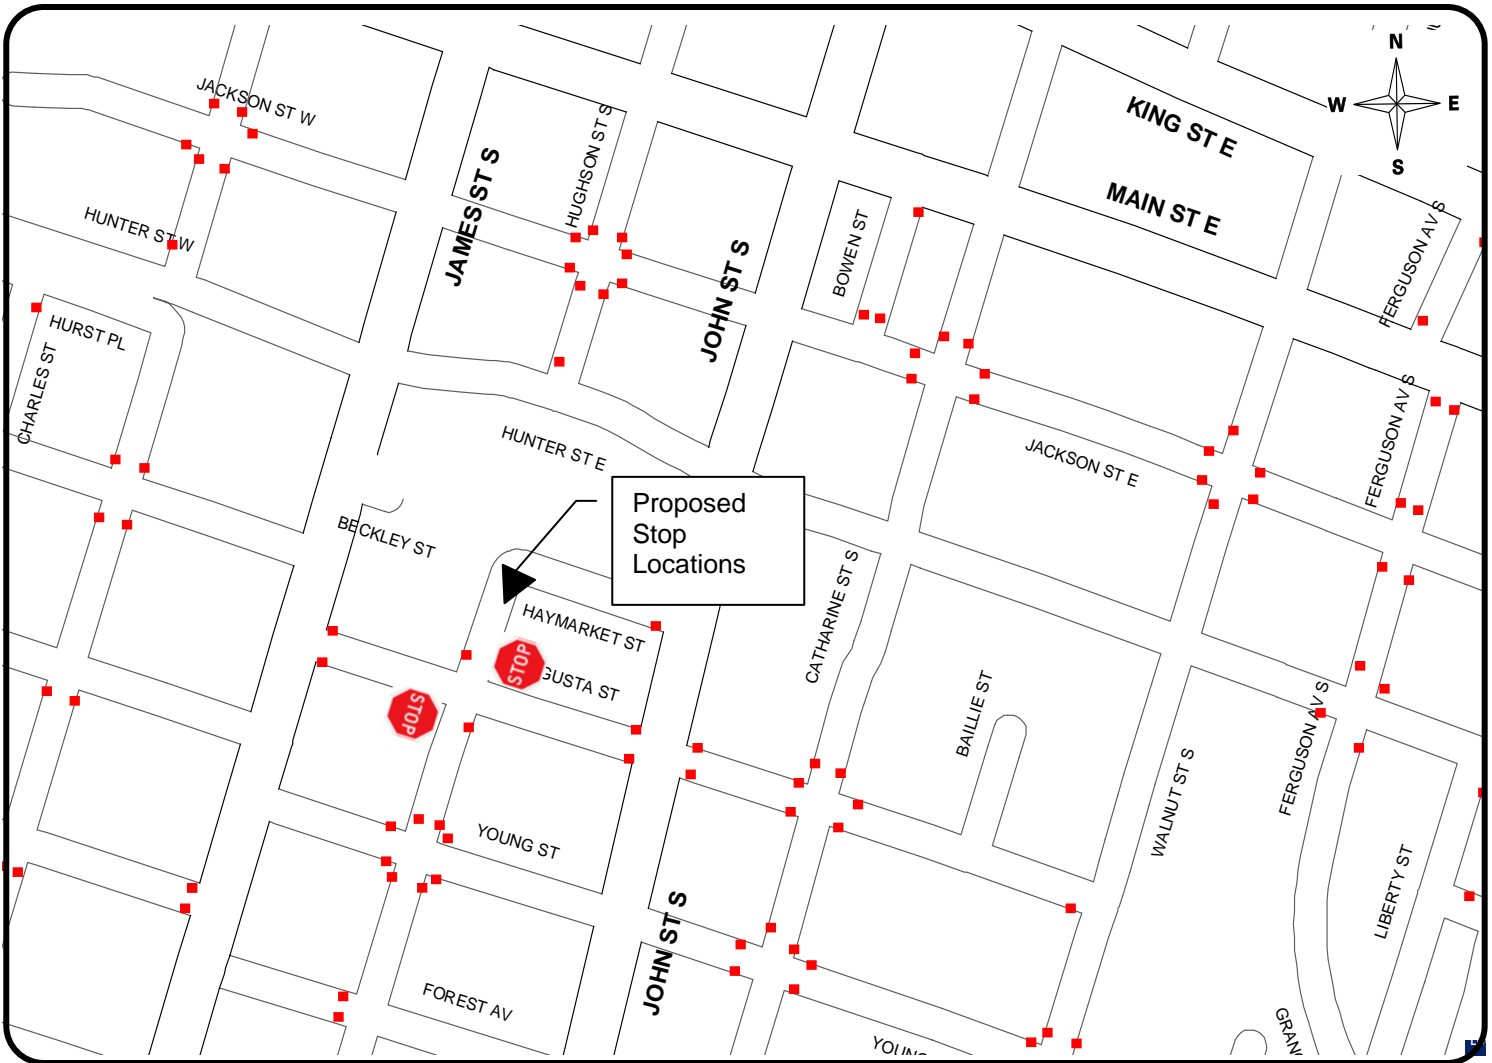 N
W E
S
JACKSON ST W
KING ST E
HUGHSON ST S
JAMES ST S
MAIN ST E
HUNTER ST W
BOWEN ST
FERGUSON AV S
JOHN ST S
HURST PL
CHARLES ST
HUNTER ST E
JACKSON ST E
FERGUSON AV S
Proposed
Stop
Locations
BECKLEY ST
HAYMARKET ST
STOP
GUSTA ST
STOP
CATHARINE ST S
BAILLIE ST
FERGUSON AV S
WALNUT ST S
YOUNG ST
LIBERTY ST
JOHN ST S
FOREST AV
YOUNG
GRAN